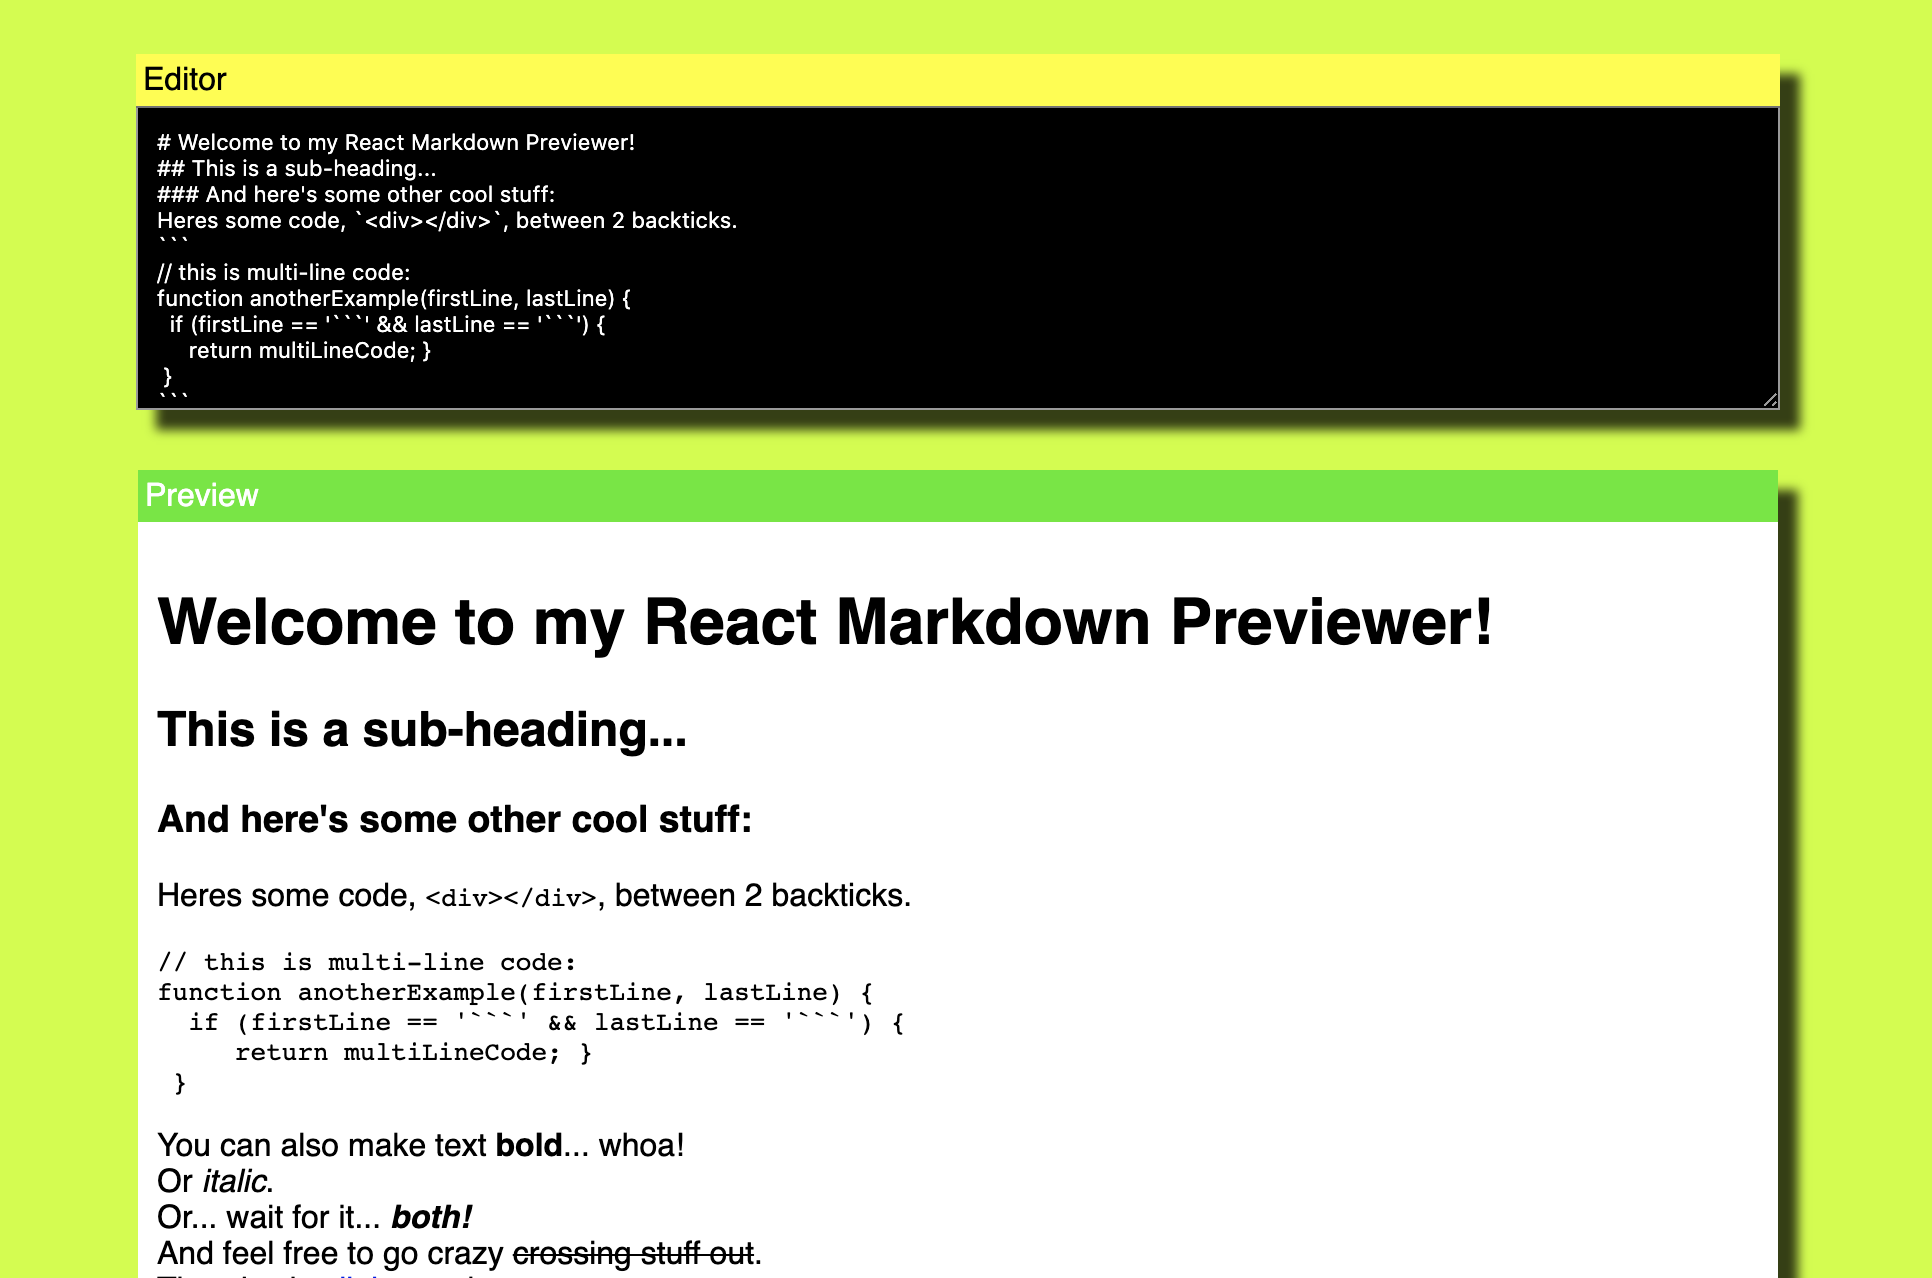 Editor
# Welcome to my React Markdown Previewer!
## This is a sub-heading...
### And here's some other cool stuff:
Heres some code, `<div></div>`, between 2 backticks.
```
// this is multi-line code:
function anotherExample(firstLine, lastLine) {
  if (firstLine == '```' && lastLine == '```') {
     return multiLineCode; }
 }
```
Preview
Welcome to my React Markdown Previewer!
This is a sub-heading...
And here's some other cool stuff:
Heres some code, <div></div>, between 2 backticks.
// this is multi-line code:
function anotherExample(firstLine, lastLine) {
  if (firstLine == '```' && lastLine == '```') {
     return multiLineCode; }
 }
You can also make text bold... whoa!
Or italic.
Or... wait for it... both!
And feel free to go crazy crossing stuff out.